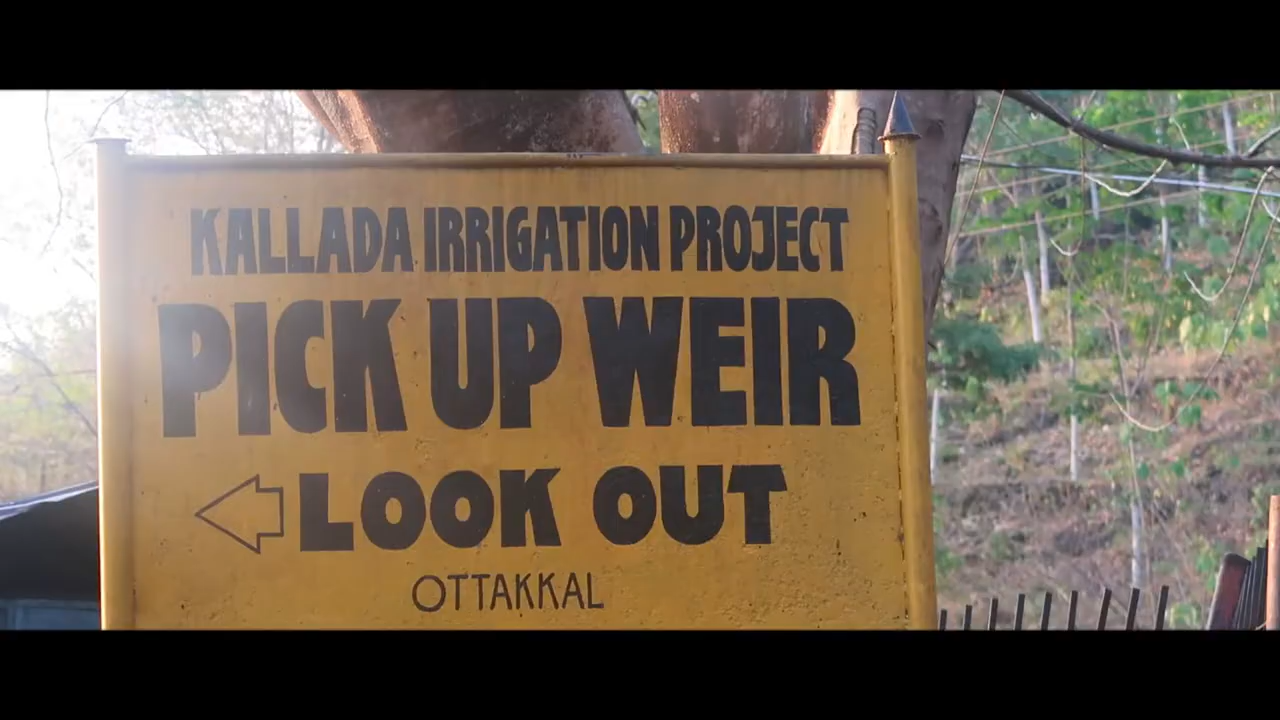 KALLADA IRRIGATION PROJECT
PICK UP WEIR
LOOK OUT
OTTAKKAL